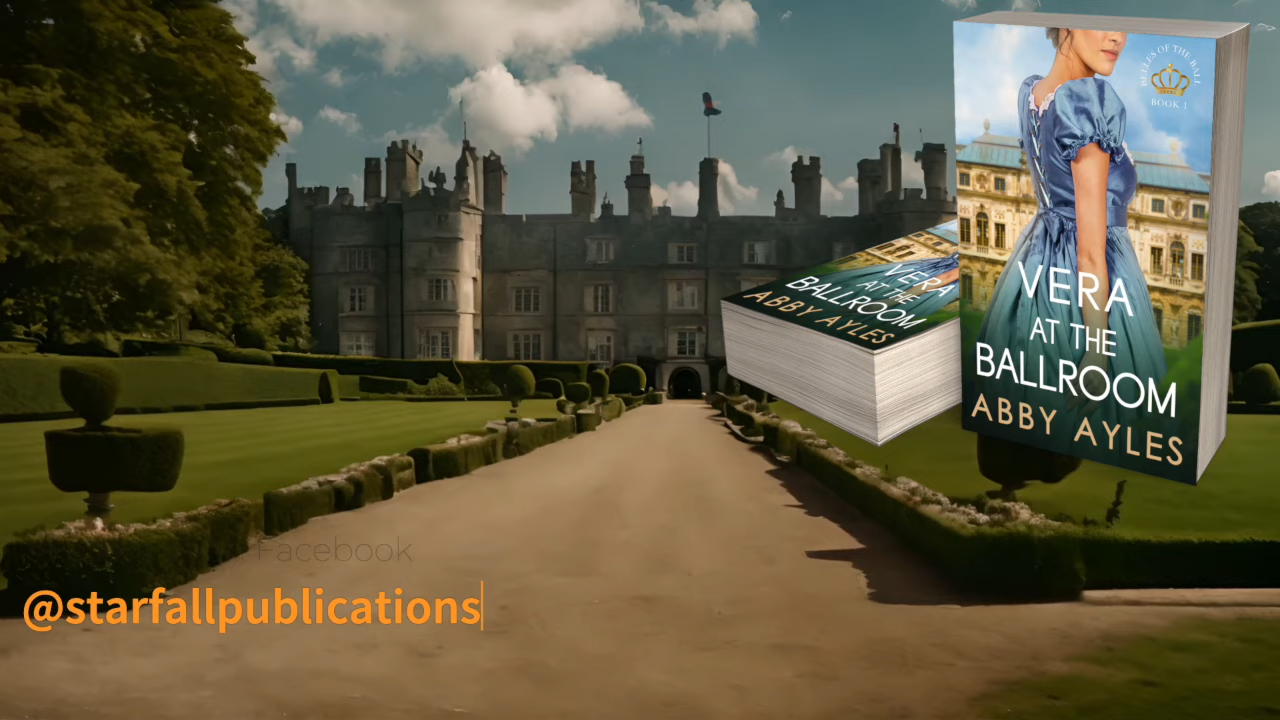 BELLES OF THE BALL
BOOK 1
VERA
AT THE
BALLROOM
ABBY AYLES
VERA
AT THE
BALLROOM
ABBY AYLES
Facebook
@starfallpublications